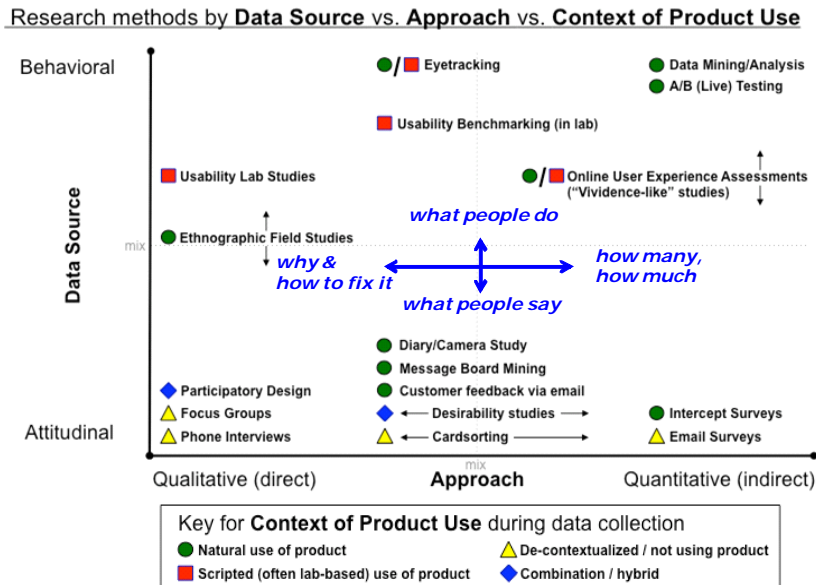 Research methods by Data Source vs. Approach vs. Context of Product Use
Behavioral
/ Eyetracking
Data Mining/Analysis
A/B (Live) Testing
Usability Benchmarking (in lab)
Usability Lab Studies
/ Online User Experience Assessments
("Vividence-like" studies)
what people do
Ethnographic Field Studies
mix
Data Source
why &
how to fix it
how many,
how much
what people say
Diary/Camera Study
Message Board Mining
Participatory Design
Customer feedback via email
Focus Groups
Desirability studies
Intercept Surveys
Attitudinal
Phone Interviews
Cardsorting
Email Surveys
mix
Qualitative (direct)
Approach
Quantitative (indirect)
Key for Context of Product Use during data collection
Natural use of product
De-contextualized / not using product
Scripted (often lab-based) use of product
Combination / hybrid